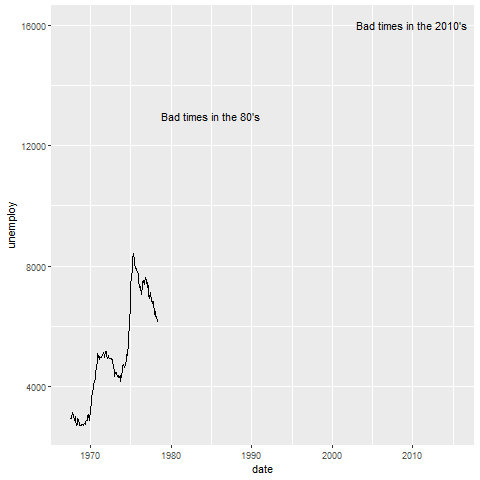 16000
Bad times in the 2010's
Bad times in the 80's
12000
unemploy
8000
4000
1970 1980 1990 2000 2010
date